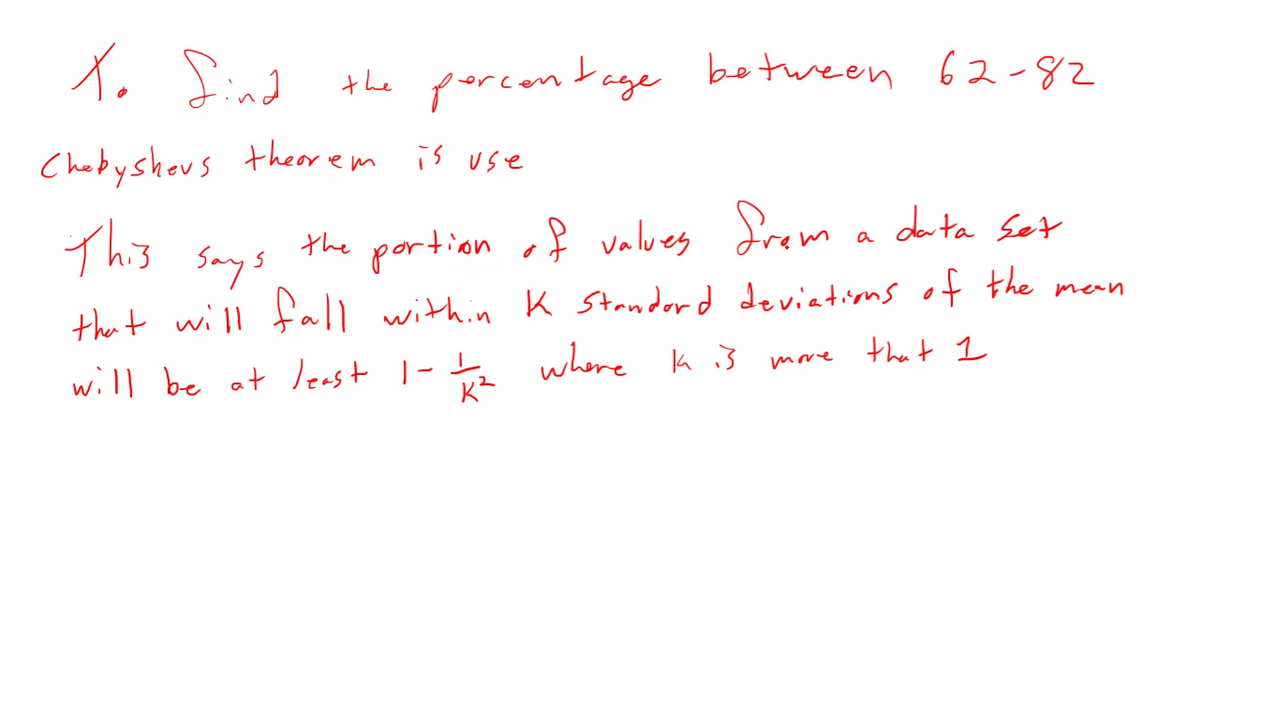 To find the percentage between 62-82
Chebyshevs theorem is use
This says the portion of values from a data set
that will fall within K standard deviations of the mean
will be at least 1 - 1/K² where k is more that 1